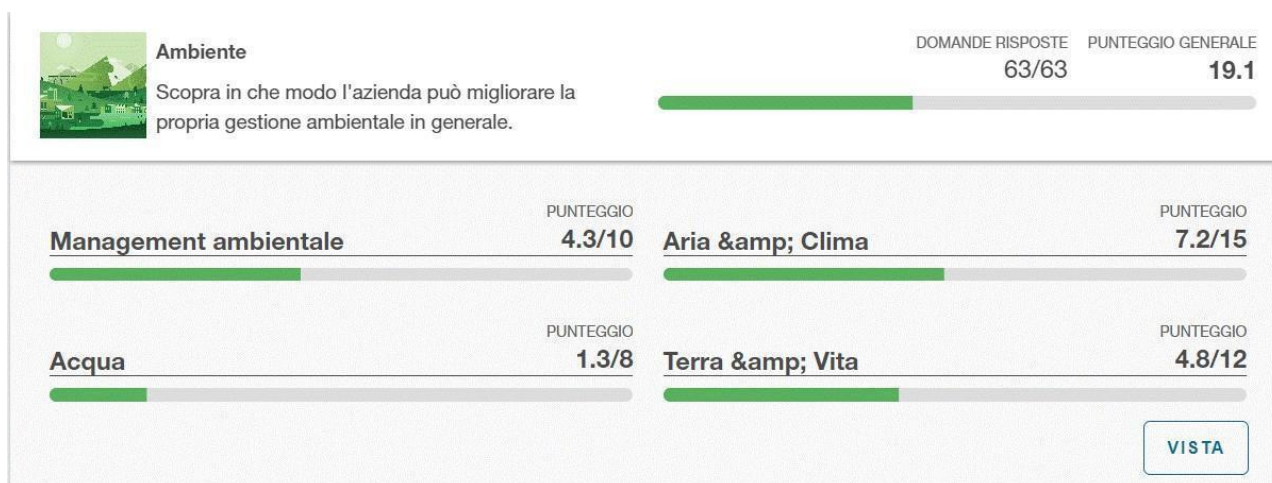 Ambiente
Scopra in che modo l'azienda può migliorare la
propria gestione ambientale in generale.
DOMANDE RISPOSTE
63/63
PUNTEGGIO GENERALE
19.1
PUNTEGGIO
Management ambientale 4.3/10
PUNTEGGIO
Aria &amp; Clima 7.2/15
PUNTEGGIO
Acqua 1.3/8
PUNTEGGIO
Terra &amp; Vita 4.8/12
VISTA